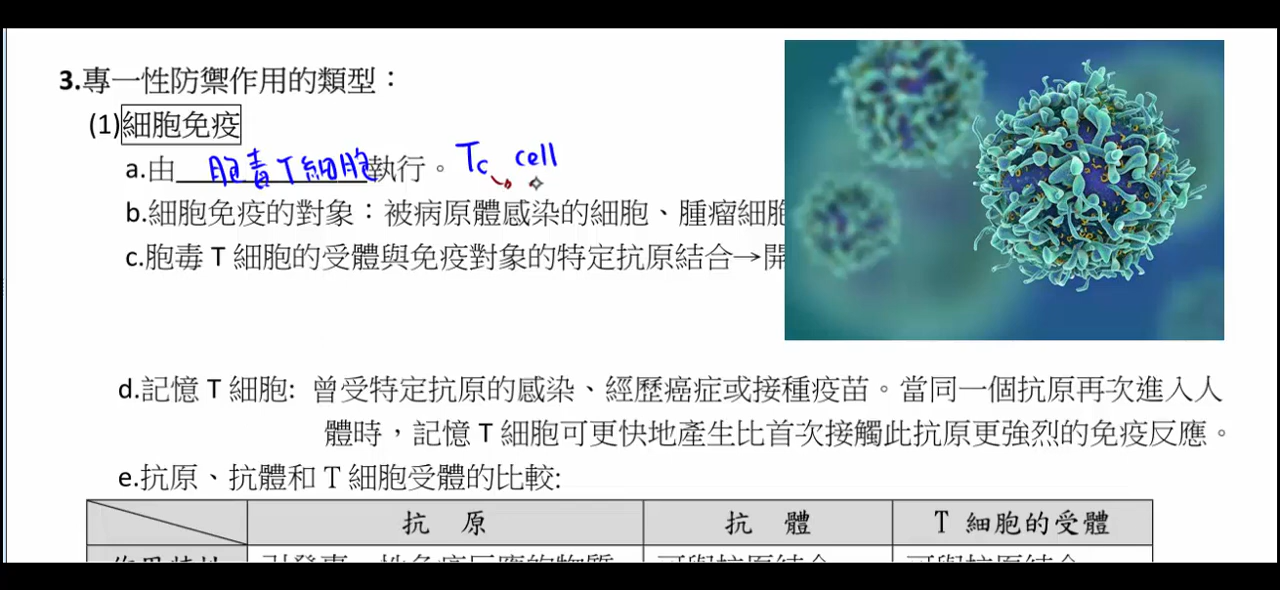 3.專一性防禦作用的類型：
(1)細胞免疫
a.由 胞毒T細胞 執行。 Tc cell
b.細胞免疫的對象：被病原體感染的細胞、腫瘤細胞
c.胞毒 T 細胞的受體與免疫對象的特定抗原結合→開
d.記憶 T 細胞: 曾受特定抗原的感染、經歷癌症或接種疫苗。當同一個抗原再次進入人
體時，記憶 T 細胞可更快地產生比首次接觸此抗原更強烈的免疫反應。
e.抗原、抗體和 T 細胞受體的比較:
抗 原 抗 體 T 細胞的受體